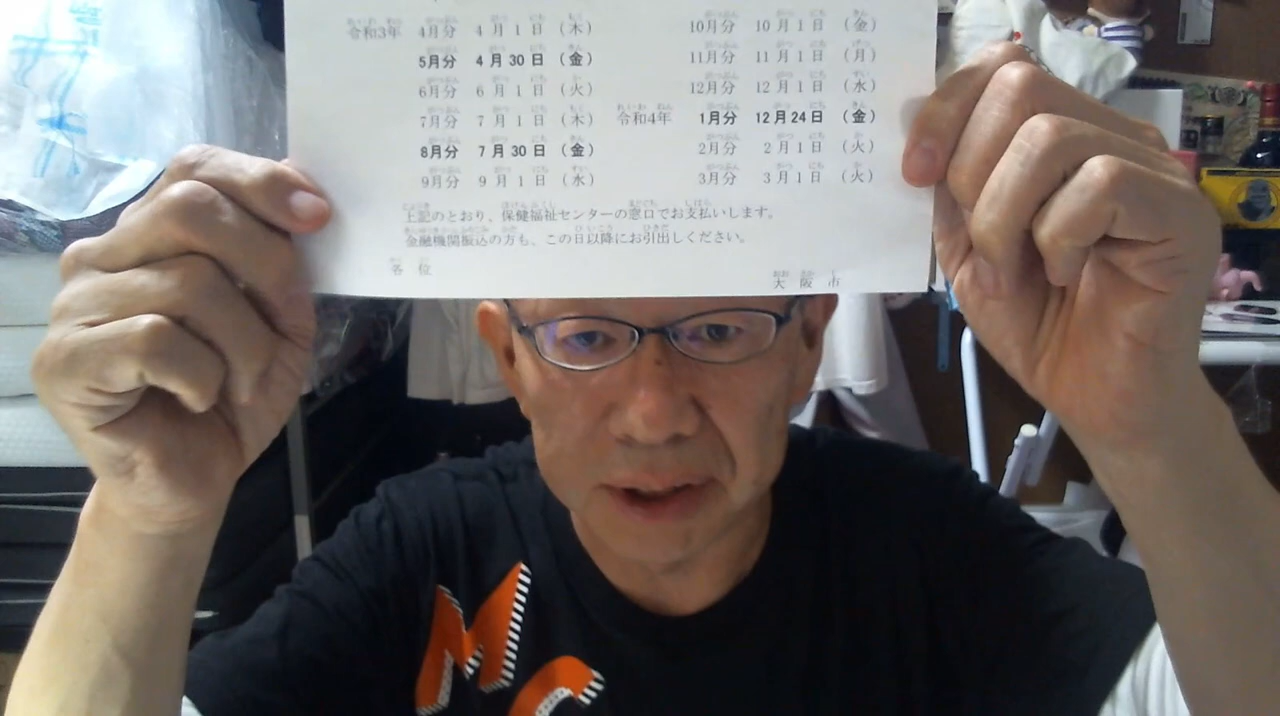 令和3年 4月分 4月1日（木）
5月分 4月30日（金）
6月分 6月1日（火）
7月分 7月1日（木）
8月分 7月30日（金）
9月分 9月1日（水）
10月分 10月1日（金）
11月分 11月1日（月）
12月分 12月1日（水）
令和4年 1月分 12月24日（金）
2月分 2月1日（火）
3月分 3月1日（火）
上記のとおり、保健福祉センターの窓口でお支払いします。
金融機関振込の方も、この日以降にお引出しください。
各位
大阪市
MC